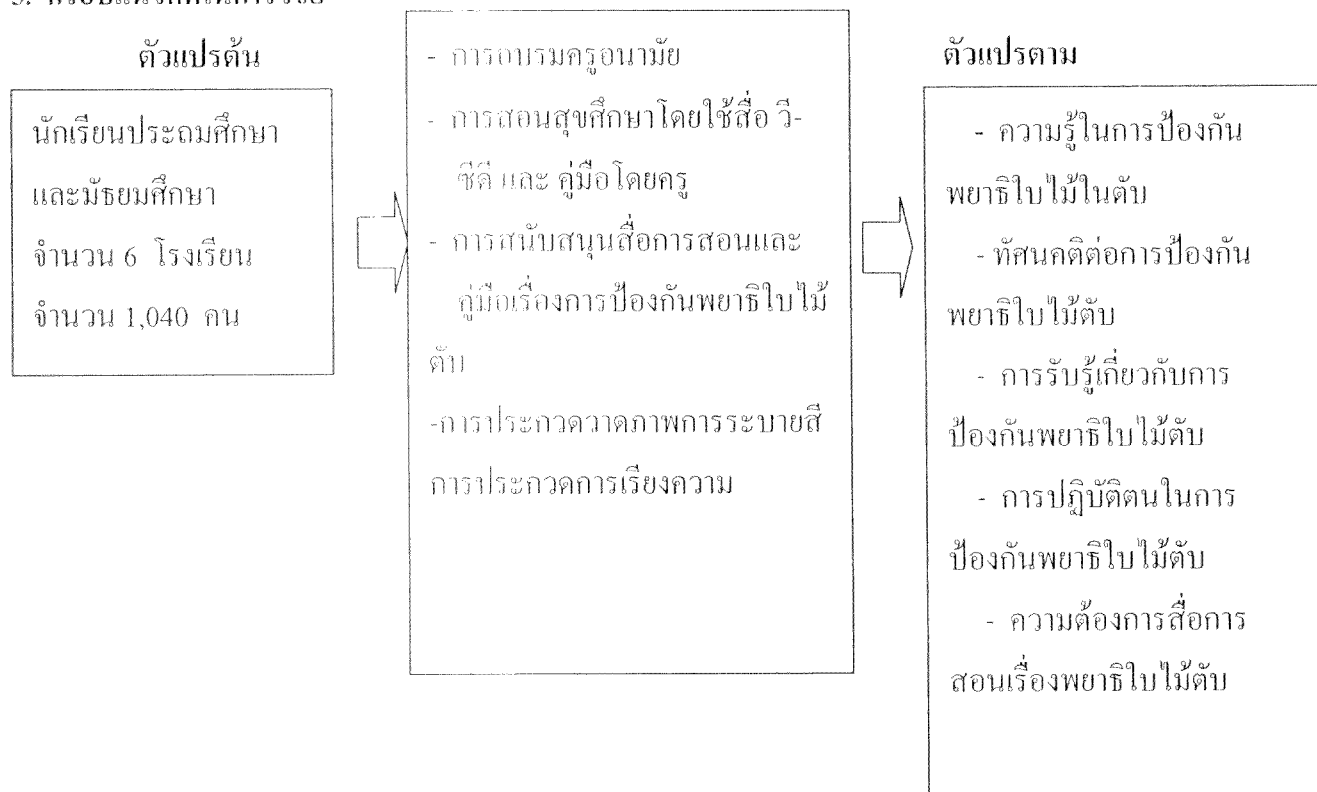 ตัวแปรต้น
นักเรียนประถมศึกษา
และมัธยมศึกษา
จำนวน 6 โรงเรียน
จำนวน 1,040 คน
- การอบรมครูอนามัย
- การสอนสุขศึกษาโดยใช้สื่อ วี-
ซีดี และ คู่มือโดยครู
- การสนับสนุนสื่อการสอนและ
คู่มือเรื่องการป้องกันพยาธิใบไม้
ตับ
-การประกวดวาดภาพการระบายสี
การประกวดการเรียงความ
ตัวแปรตาม
- ความรู้ในการป้องกัน
พยาธิใบไม้ในตับ
- ทัศนคติต่อการป้องกัน
พยาธิใบไม้ตับ
- การรับรู้เกี่ยวกับการ
ป้องกันพยาธิใบไม้ตับ
- การปฏิบัติตนในการ
ป้องกันพยาธิใบไม้ตับ
- ความต้องการสื่อการ
สอนเรื่องพยาธิใบไม้ตับ